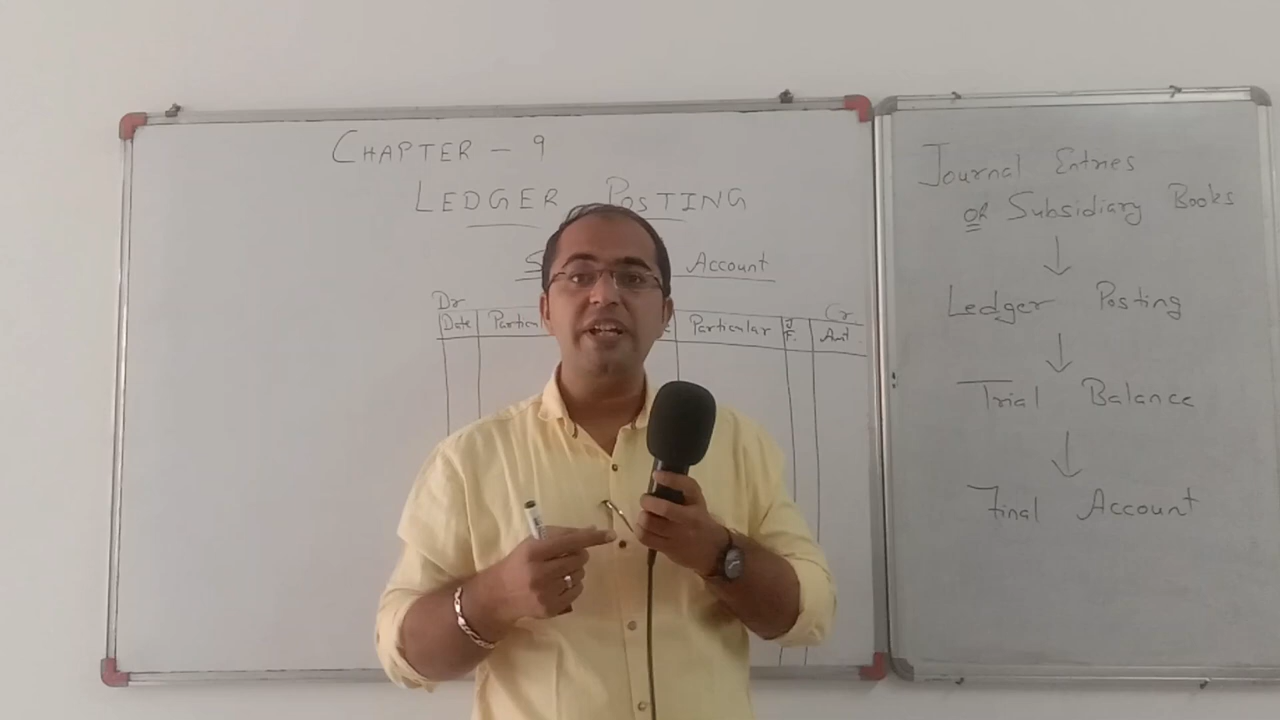 CHAPTER - 9
LEDGER POSTING
Account
Dr Cr
Date Particular J.F. Amt.
Journal Entries
or Subsidiary Books
↓
Ledger Posting
↓
Trial Balance
↓
Final Account